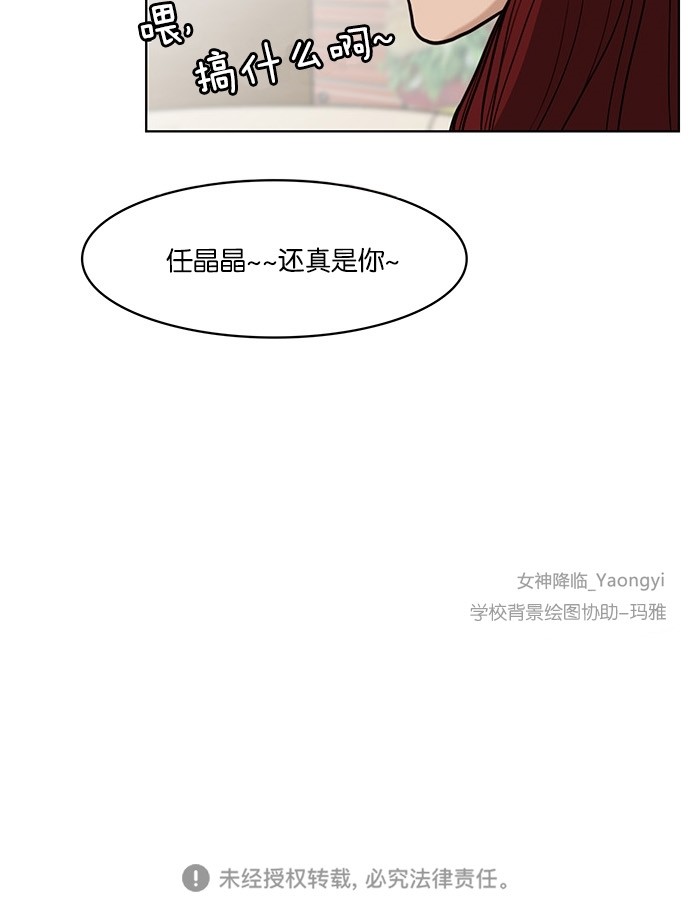 喂,
搞什么啊~
任晶晶~~还真是你~
女神降临_Yaongyi
学校背景绘图协助-玛雅
! 未经授权转载, 必究法律责任。